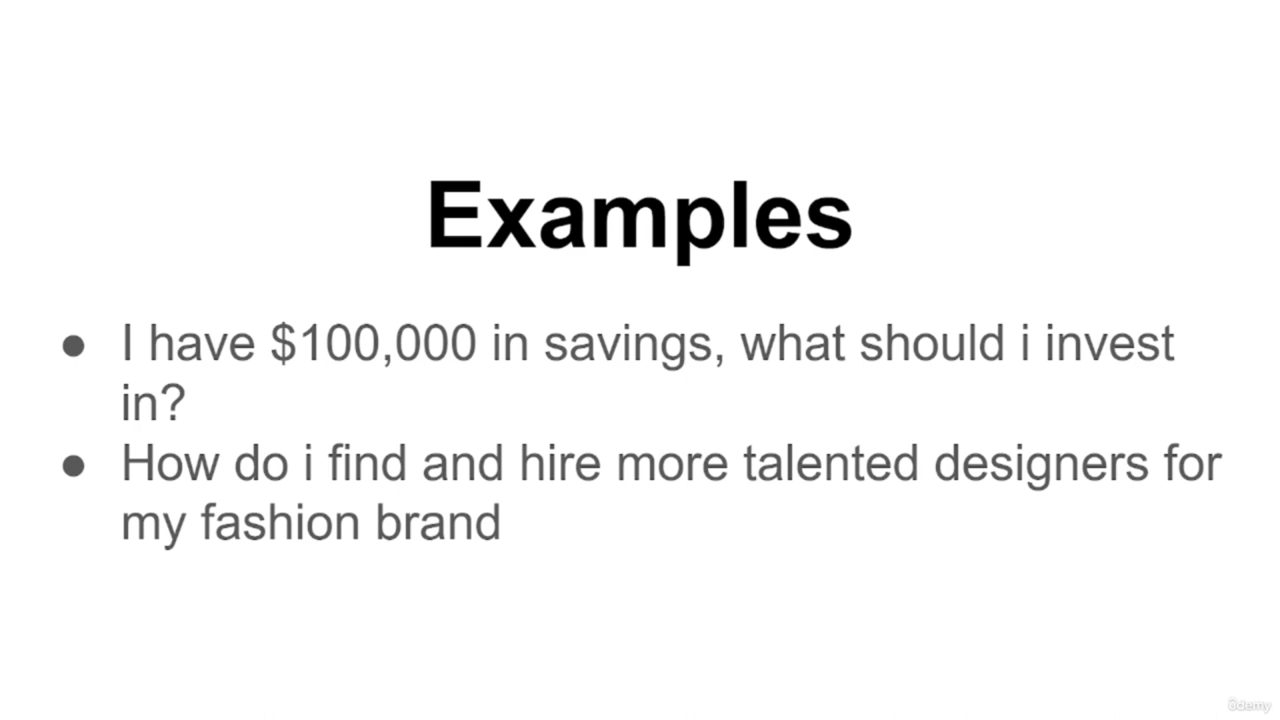 Examples
● I have $100,000 in savings, what should i invest
in?
● How do i find and hire more talented designers for
my fashion brand
ûdemy